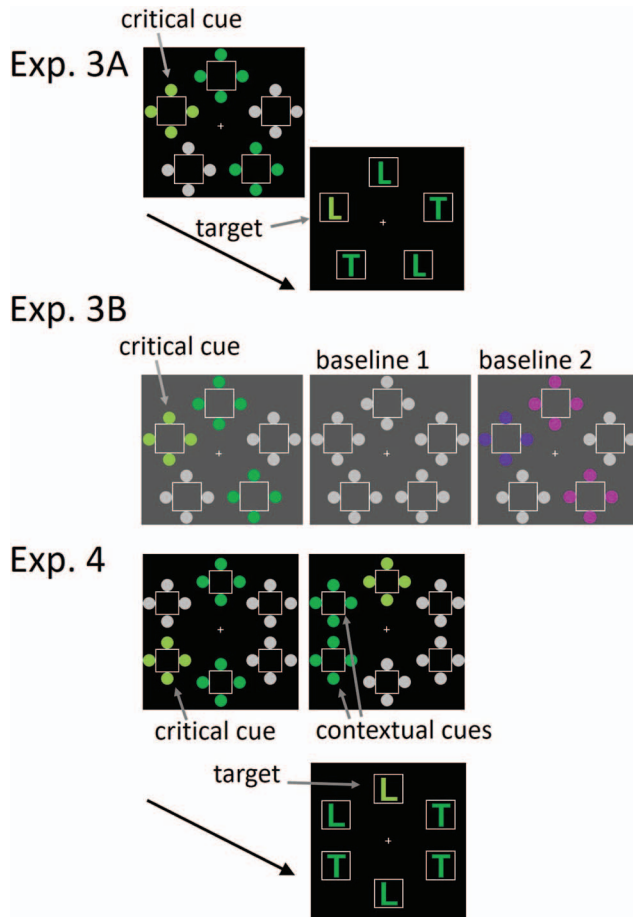 critical cue
Exp. 3A
L
L T
T L
target
Exp. 3B
critical cue
baseline 1 baseline 2
Exp. 4
critical cue
contextual cues
target
L
L T
T T
L